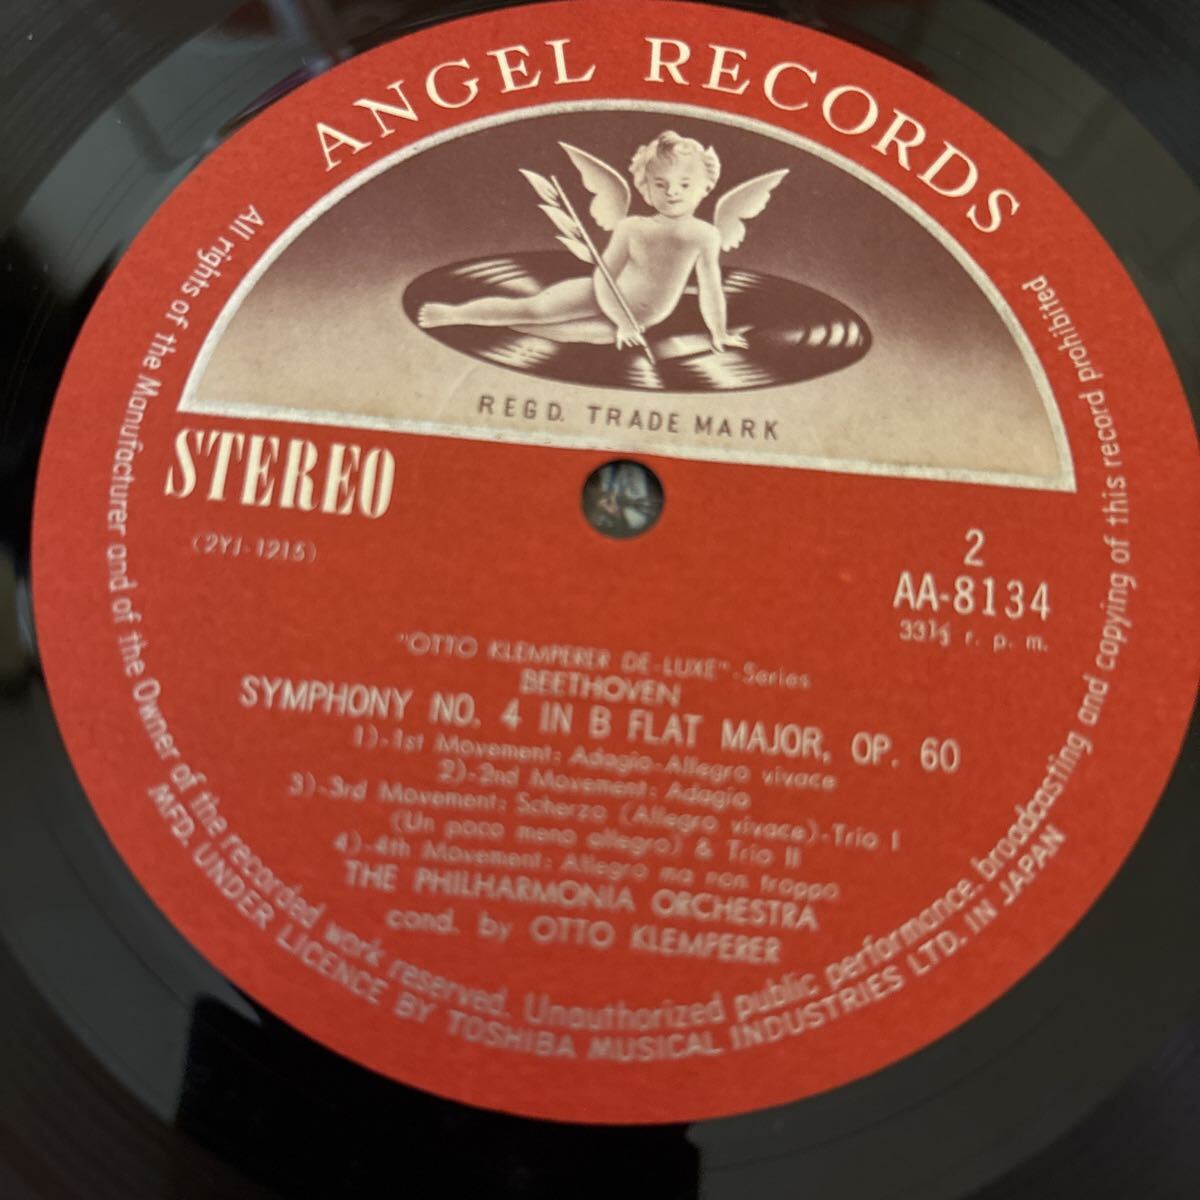 ANGEL RECORDS
REGD. TRADE MARK
STEREO
(2YJ-1215)
2
AA-8134
33⅓ r. p. m.
"OTTO KLEMPERER DE-LUXE"-Series
BEETHOVEN
SYMPHONY NO. 4 IN B FLAT MAJOR, OP. 60
1)-1st Movement: Adagio-Allegro vivace
2)-2nd Movement: Adagio
3)-3rd Movement: Scherzo (Allegro vivace)-Trio I
(Un poco meno allegro) & Trio II
4)-4th Movement: Allegro ma non troppo
THE PHILHARMONIA ORCHESTRA
cond. by OTTO KLEMPERER
All rights of the Manufacturer and of the Owner of the recorded work reserved. Unauthorized public performance. broadcasting and copying of this record prohibited
MFD. UNDER LICENCE BY TOSHIBA MUSICAL INDUSTRIES LTD. IN JAPAN